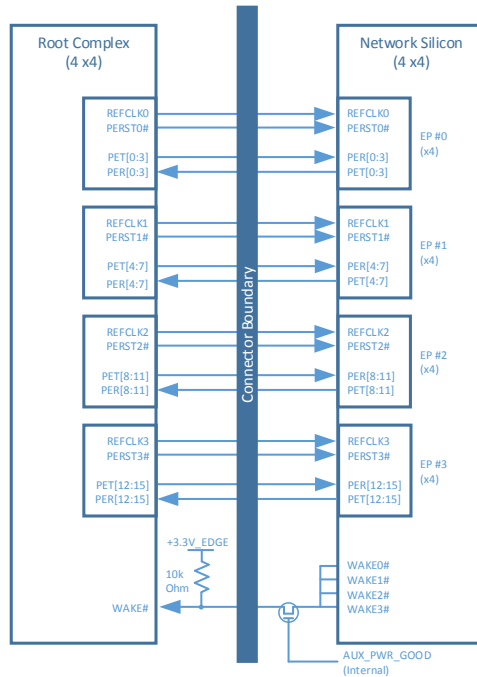 Root Complex
(4 x4)
Network Silicon
(4 x4)
REFCLK0
PERST0#
PET[0:3]
PER[0:3]
REFCLK0
PERST0#
PER[0:3]
PET[0:3]
EP #0
(x4)
REFCLK1
PERST1#
PET[4:7]
PER[4:7]
REFCLK1
PERST1#
PER[4:7]
PET[4:7]
EP #1
(x4)
Connector Boundary
REFCLK2
PERST2#
PET[8:11]
PER[8:11]
REFCLK2
PERST2#
PER[8:11]
PET[8:11]
EP #2
(x4)
REFCLK3
PERST3#
PET[12:15]
PER[12:15]
REFCLK3
PERST3#
PER[12:15]
PET[12:15]
EP #3
(x4)
+3.3V_EDGE
10k
Ohm
WAKE#
WAKE0#
WAKE1#
WAKE2#
WAKE3#
AUX_PWR_GOOD
(Internal)